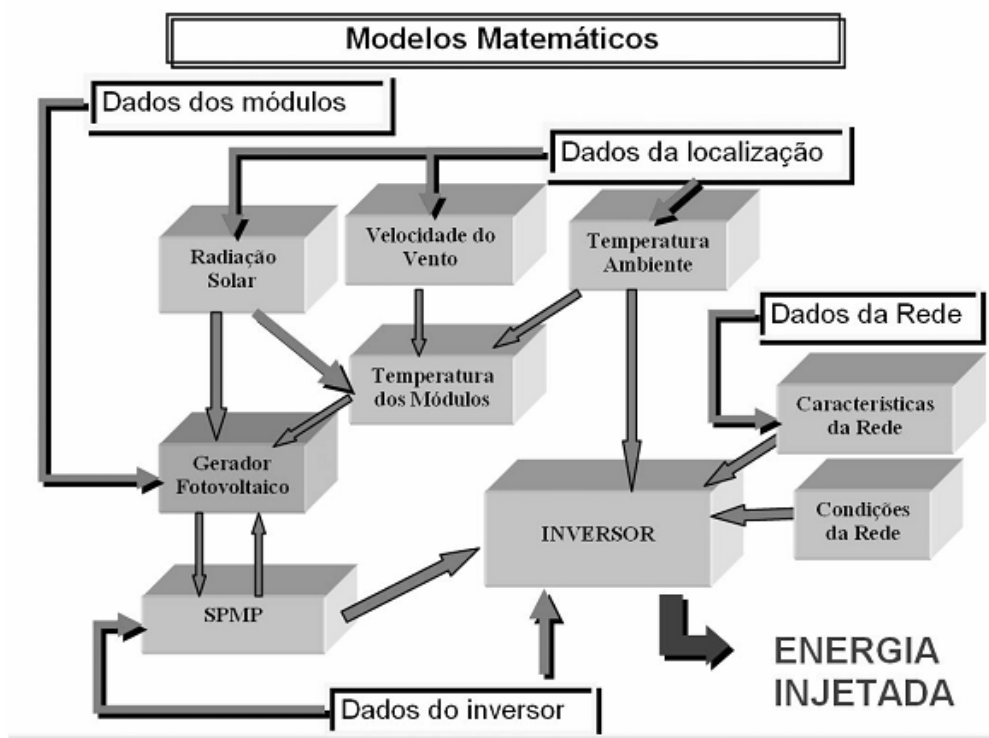 Modelos Matemáticos
Dados dos módulos
Dados da localização
Radiação
Solar
Velocidade do
Vento
Temperatura
Ambiente
Dados da Rede
Temperatura
dos Módulos
Características
da Rede
Gerador
Fotovoltaico
INVERSOR
Condições
da Rede
SPMP
ENERGIA
INJETADA
Dados do inversor